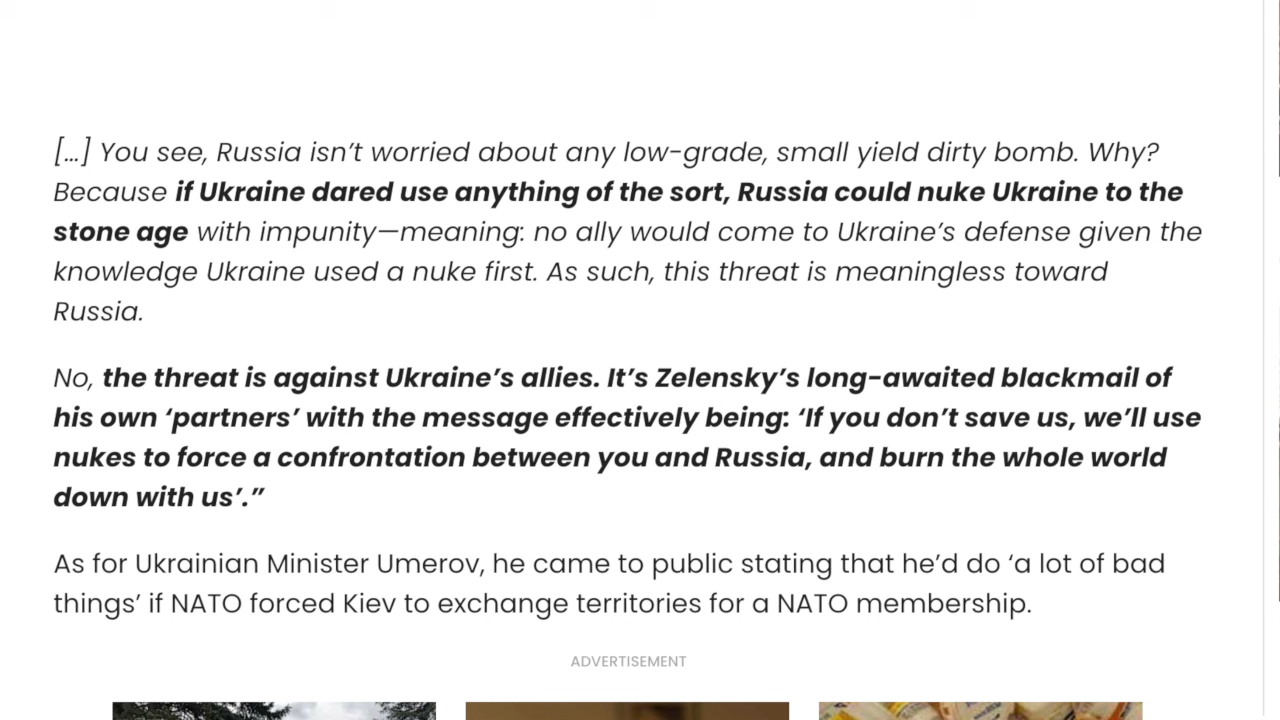 [...] You see, Russia isn’t worried about any low-grade, small yield dirty bomb. Why?
Because if Ukraine dared use anything of the sort, Russia could nuke Ukraine to the
stone age with impunity—meaning: no ally would come to Ukraine’s defense given the
knowledge Ukraine used a nuke first. As such, this threat is meaningless toward
Russia.
No, the threat is against Ukraine’s allies. It’s Zelensky’s long-awaited blackmail of
his own ‘partners’ with the message effectively being: ‘If you don’t save us, we’ll use
nukes to force a confrontation between you and Russia, and burn the whole world
down with us’.”
As for Ukrainian Minister Umerov, he came to public stating that he’d do ‘a lot of bad
things’ if NATO forced Kiev to exchange territories for a NATO membership.
ADVERTISEMENT